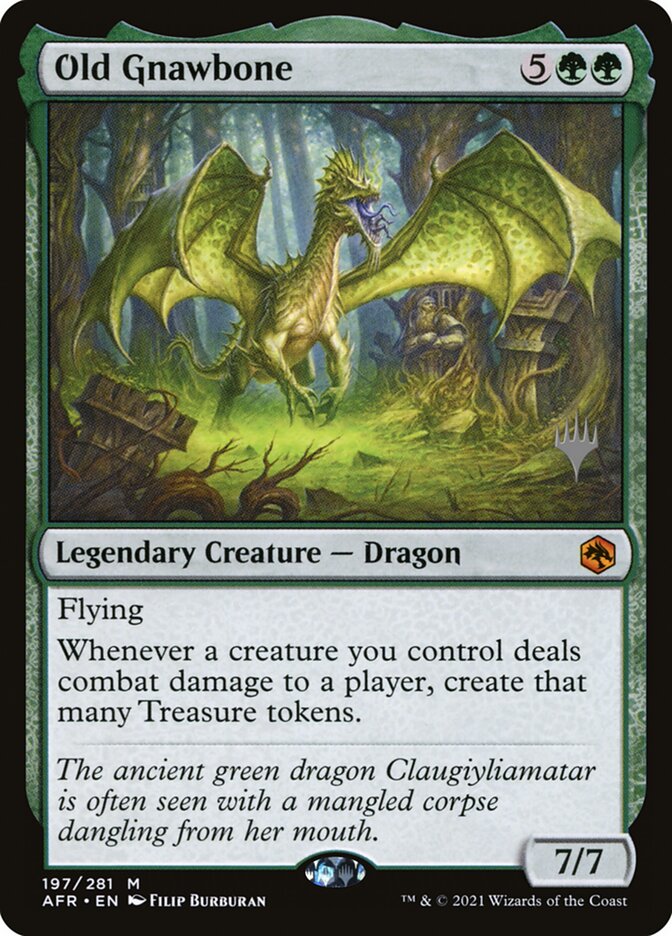 Old Gnawbone 5
Legendary Creature — Dragon
Flying
Whenever a creature you control deals
combat damage to a player, create that
many Treasure tokens.
The ancient green dragon Claugiyliamatar
is often seen with a mangled corpse
dangling from her mouth.
7/7
197/281 M
AFR • EN Filip Burburan ™ & © 2021 Wizards of the Coast